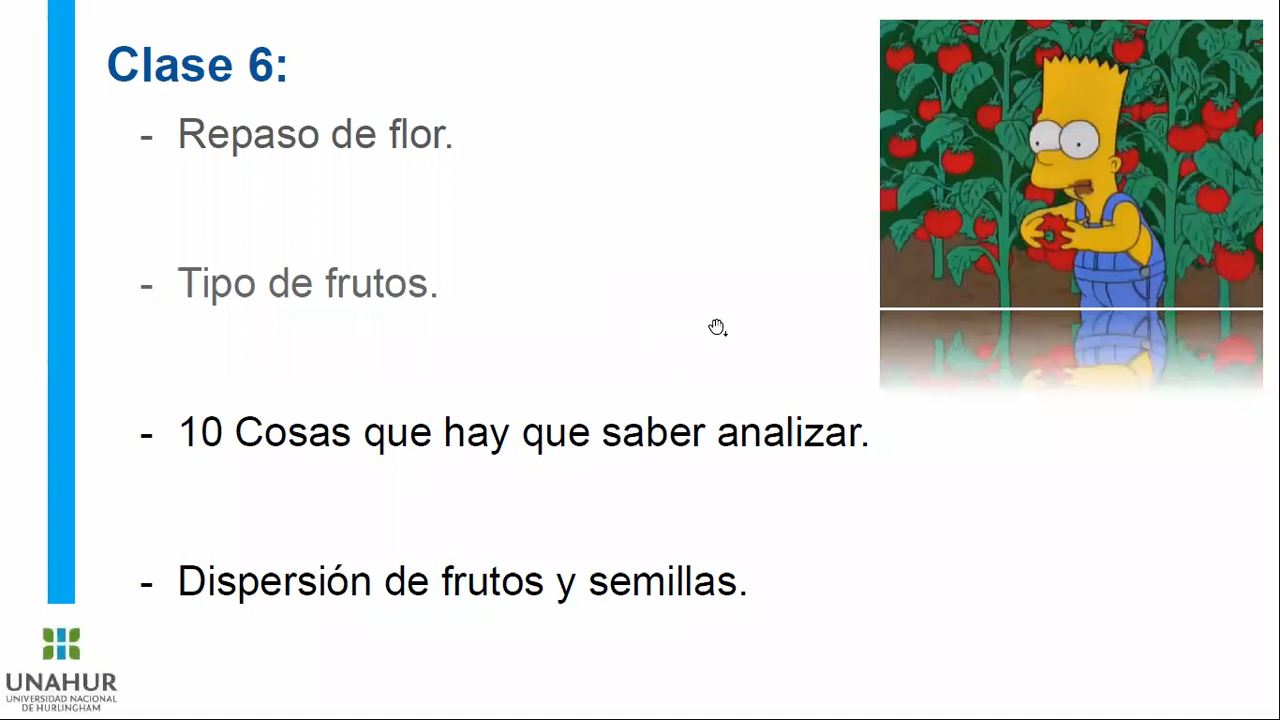 Clase 6:
- Repaso de flor.
- Tipo de frutos.
- 10 Cosas que hay que saber analizar.
- Dispersión de frutos y semillas.
UNAHUR
UNIVERSIDAD NACIONAL
DE HURLINGHAM